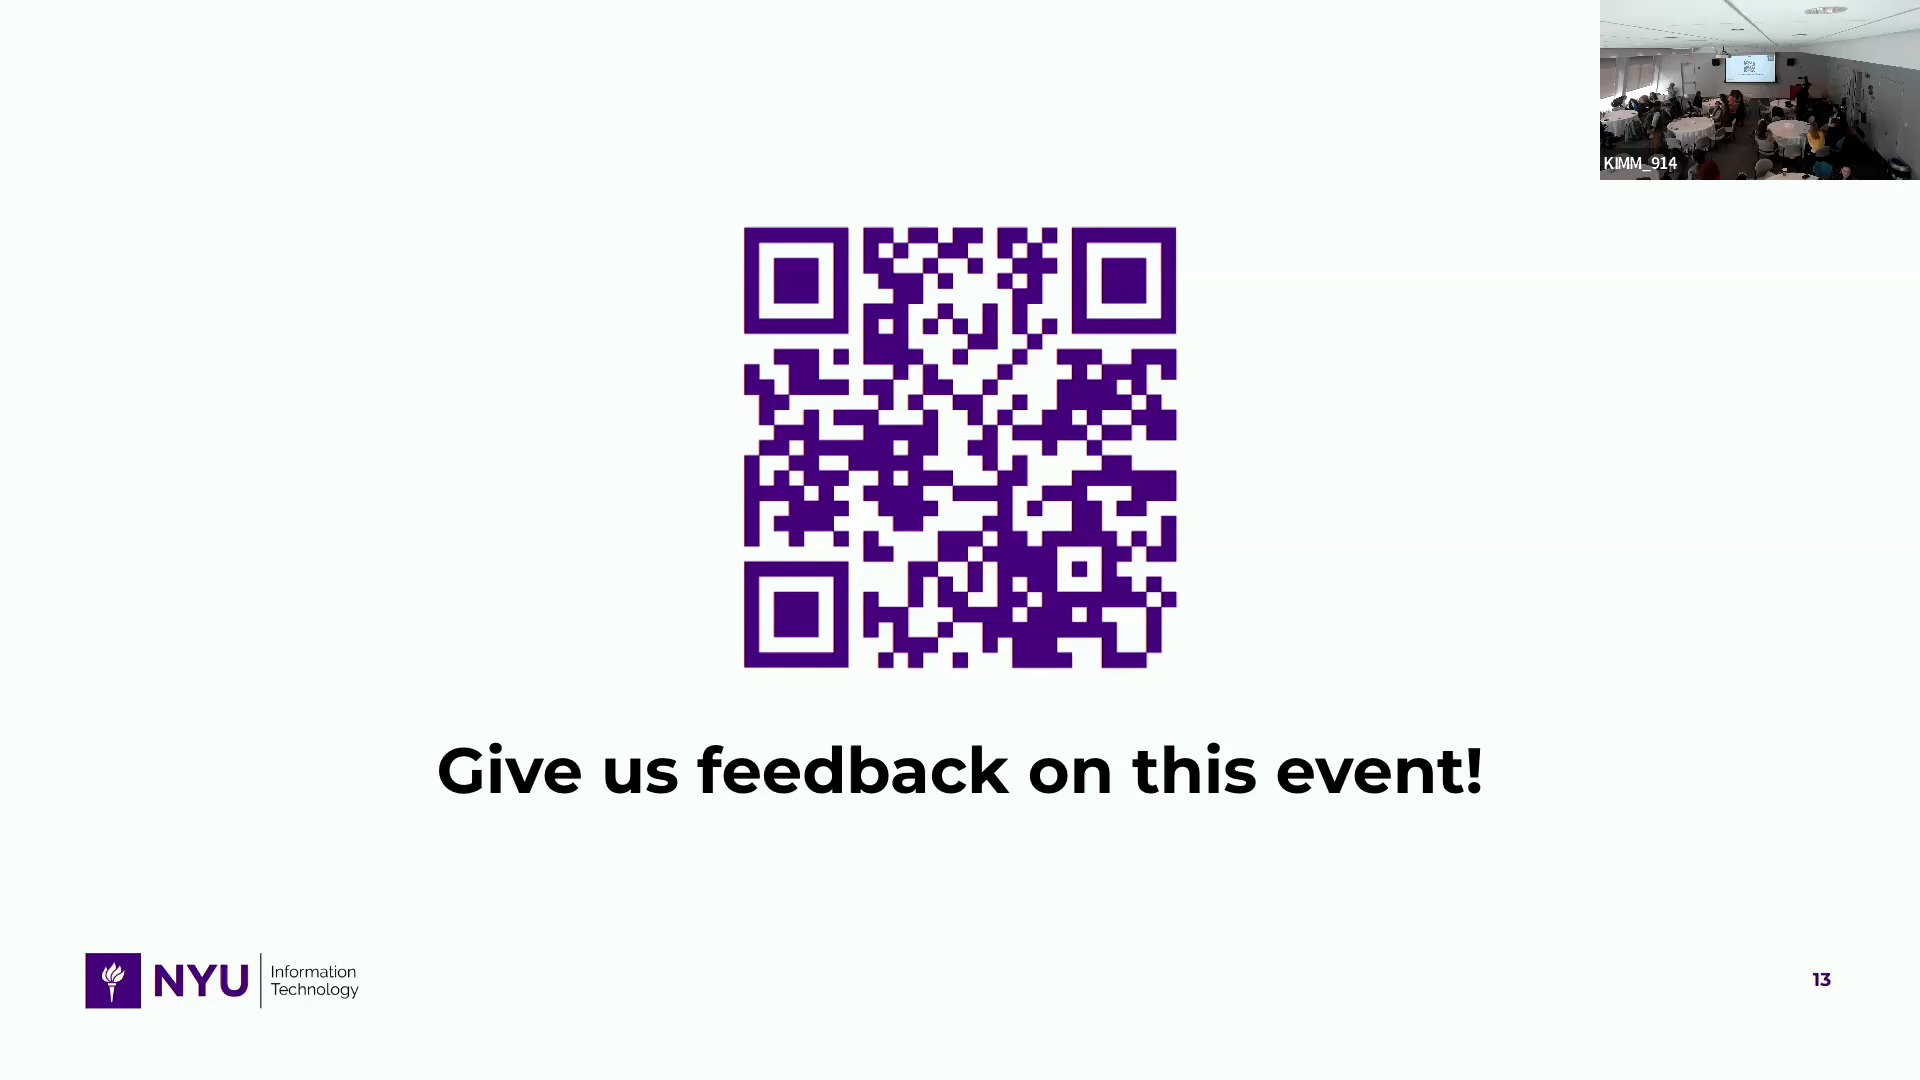 KIMM_914
Give us feedback on this event!
NYU
Information
Technology
13